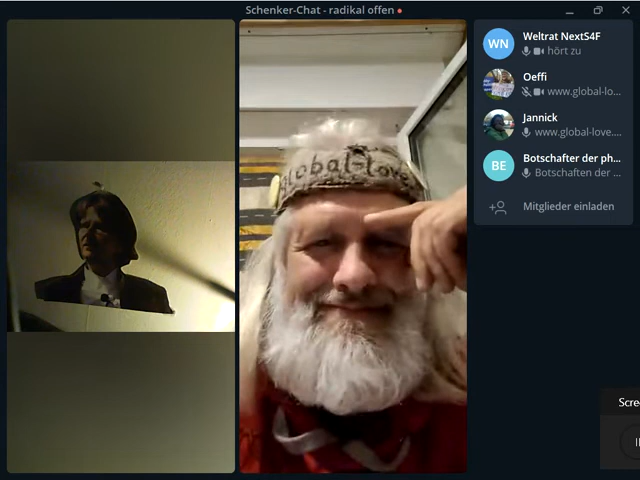 Schenker-Chat - radikal offen
WN
Weltrat NextS4F
hört zu
Oeffi
www.global-lo...
Jannick
www.global-love....
BE
Botschafter der ph...
Botschaften der ...
Mitglieder einladen
global-love
Scre